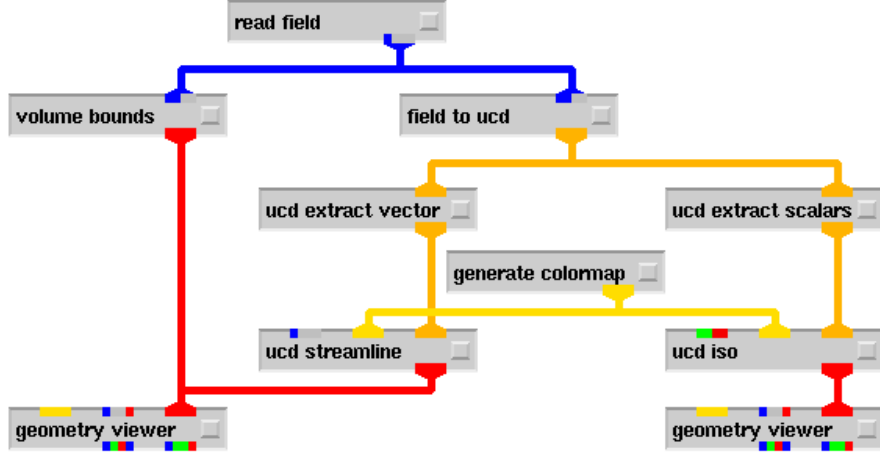 read field
volume bounds
field to ucd
ucd extract vector
ucd extract scalars
generate colormap
ucd streamline
ucd iso
geometry viewer
geometry viewer